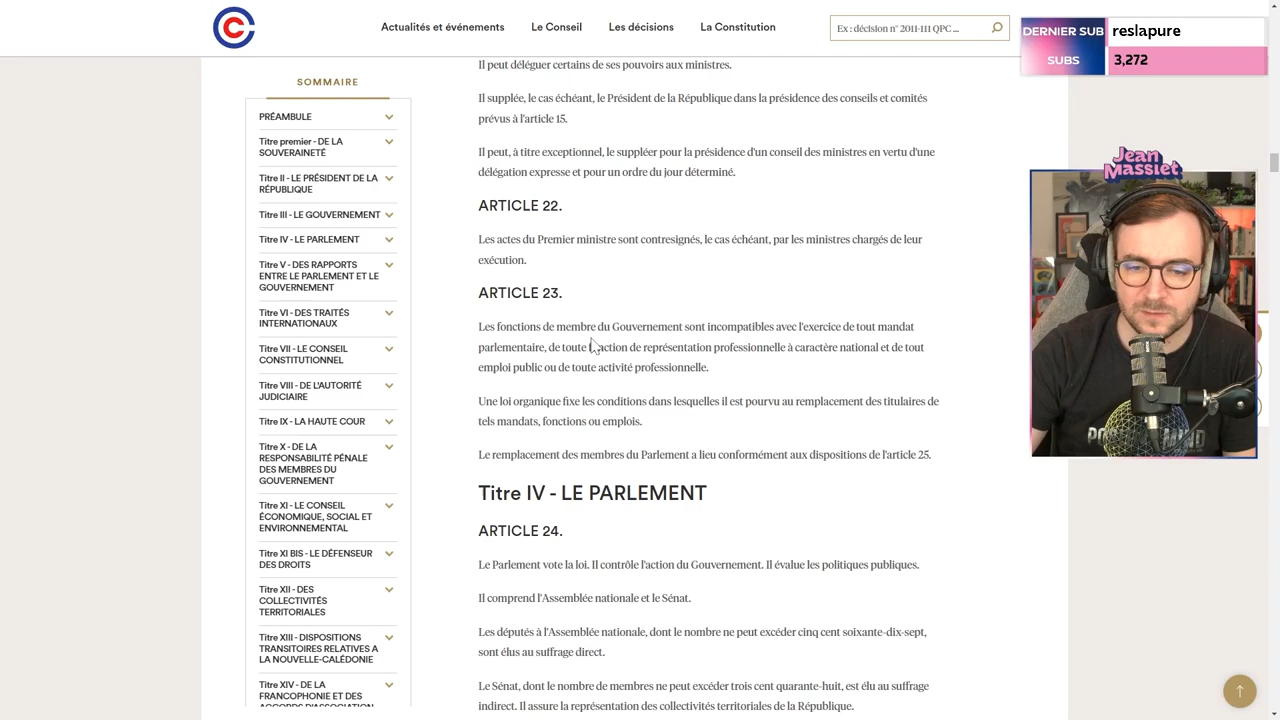 Actualités et événements
Le Conseil
Les décisions
La Constitution
Ex : décision n° 2011-111 QPC ...
DERNIER SUB
reslapure
SUBS
3,272
Jean
Massiet
SOMMAIRE
PRÉAMBULE
Titre premier - DE LA
SOUVERAINETÉ
Titre II - LE PRÉSIDENT DE LA
RÉPUBLIQUE
Titre III - LE GOUVERNEMENT
Titre IV - LE PARLEMENT
Titre V - DES RAPPORTS
ENTRE LE PARLEMENT ET LE
GOUVERNEMENT
Titre VI - DES TRAITÉS
INTERNATIONAUX
Titre VII - LE CONSEIL
CONSTITUTIONNEL
Titre VIII - DE L'AUTORITÉ
JUDICIAIRE
Titre IX - LA HAUTE COUR
Titre X - DE LA
RESPONSABILITÉ PÉNALE
DES MEMBRES DU
GOUVERNEMENT
Titre XI - LE CONSEIL
ÉCONOMIQUE, SOCIAL ET
ENVIRONNEMENTAL
Titre XI BIS - LE DÉFENSEUR
DES DROITS
Titre XII - DES
COLLECTIVITÉS
TERRITORIALES
Titre XIII - DISPOSITIONS
TRANSITOIRES RELATIVES A
LA NOUVELLE-CALÉDONIE
Titre XIV - DE LA
FRANCOPHONIE ET DES
ACCORDS D'ASSOCIATION
Il peut déléguer certains de ses pouvoirs aux ministres.
Il supplée, le cas échéant, le Président de la République dans la présidence des conseils et comités
prévus à l'article 15.
Il peut, à titre exceptionnel, le suppléer pour la présidence d'un conseil des ministres en vertu d'une
délégation expresse et pour un ordre du jour déterminé.
ARTICLE 22.
Les actes du Premier ministre sont contresignés, le cas échéant, par les ministres chargés de leur
exécution.
ARTICLE 23.
Les fonctions de membre du Gouvernement sont incompatibles avec l'exercice de tout mandat
parlementaire, de toute fonction de représentation professionnelle à caractère national et de tout
emploi public ou de toute activité professionnelle.
Une loi organique fixe les conditions dans lesquelles il est pourvu au remplacement des titulaires de
tels mandats, fonctions ou emplois.
Le remplacement des membres du Parlement a lieu conformément aux dispositions de l'article 25.
Titre IV - LE PARLEMENT
ARTICLE 24.
Le Parlement vote la loi. Il contrôle l'action du Gouvernement. Il évalue les politiques publiques.
Il comprend l'Assemblée nationale et le Sénat.
Les députés à l'Assemblée nationale, dont le nombre ne peut excéder cinq cent soixante-dix-sept,
sont élus au suffrage direct.
Le Sénat, dont le nombre de membres ne peut excéder trois cent quarante-huit, est élu au suffrage
indirect. Il assure la représentation des collectivités territoriales de la République.